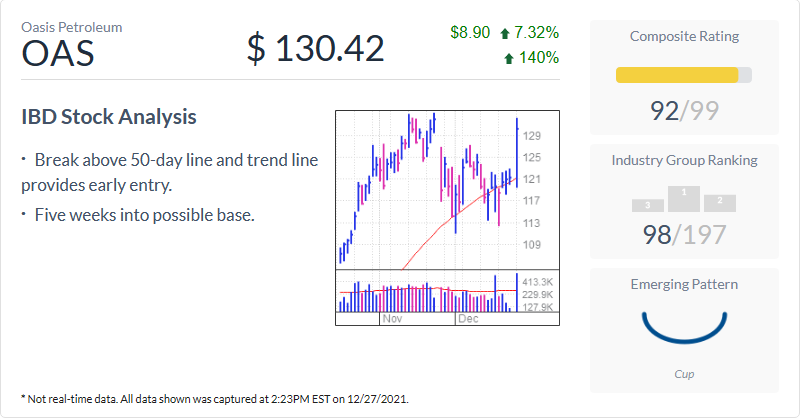 Oasis Petroleum
OAS
$ 130.42
$8.90 7.32%
140%
IBD Stock Analysis
· Break above 50-day line and trend line
provides early entry.
· Five weeks into possible base.
129
125
121
117
113
109
413.3K
229.9K
127.9K
Nov Dec
Composite Rating
92/99
Industry Group Ranking
3 1 2
98/197
Emerging Pattern
Cup
* Not real-time data. All data shown was captured at 2:23PM EST on 12/27/2021.